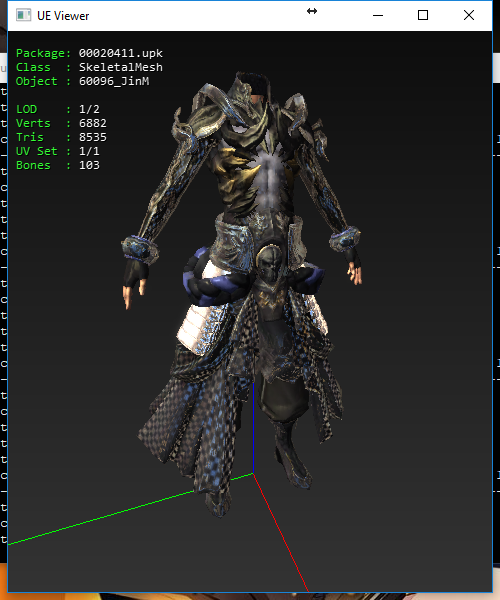 UE Viewer
Package: 00020411.upk
Class : SkeletalMesh
Object : 60096_JinM
LOD : 1/2
Verts : 6882
Tris : 8535
UV Set : 1/1
Bones : 103